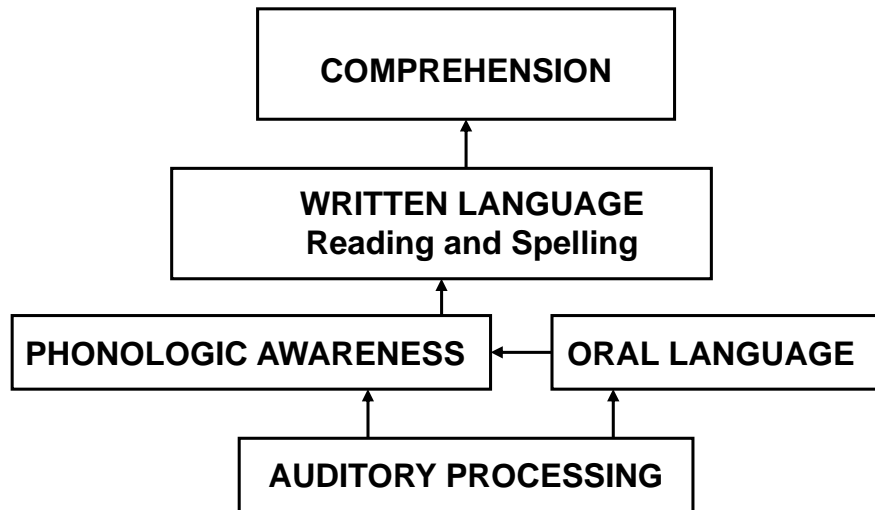 COMPREHENSION
WRITTEN LANGUAGE
Reading and Spelling
PHONOLOGIC AWARENESS
ORAL LANGUAGE
AUDITORY PROCESSING